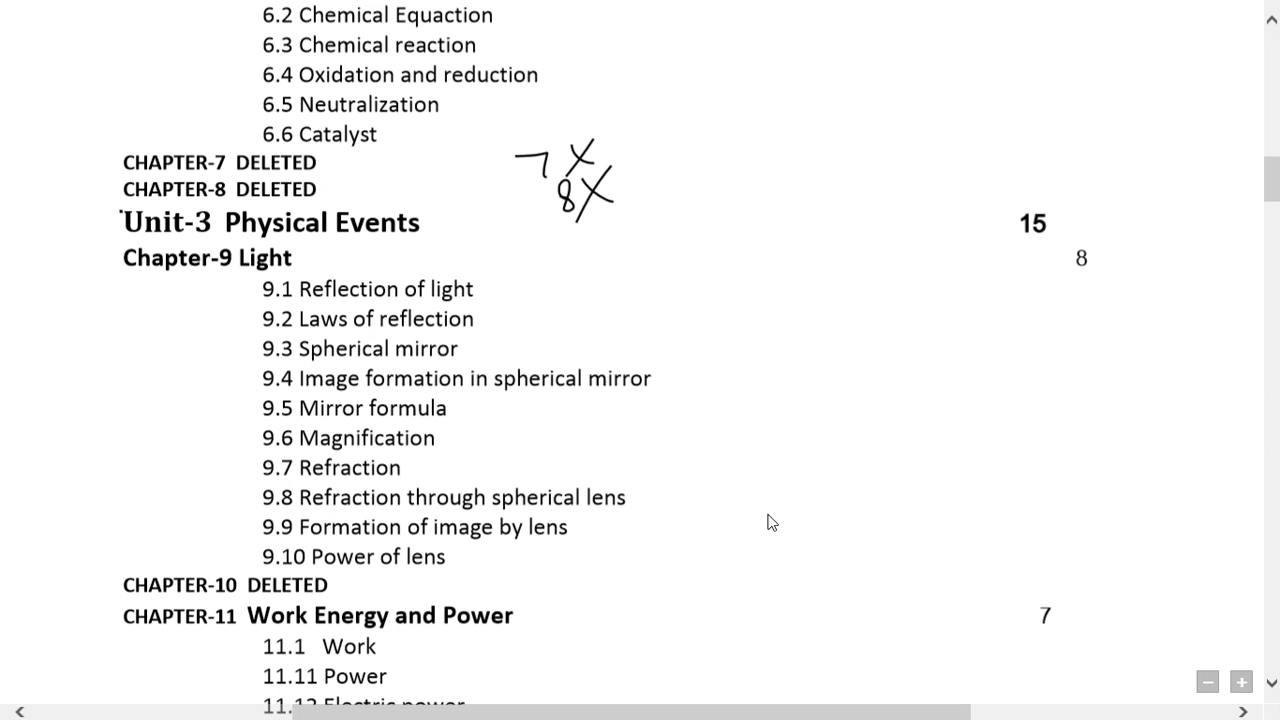 6.2 Chemical Equaction
6.3 Chemical reaction
6.4 Oxidation and reduction
6.5 Neutralization
6.6 Catalyst
CHAPTER-7 DELETED 7 X
CHAPTER-8 DELETED 8X
Unit-3 Physical Events 15
Chapter-9 Light 8
9.1 Reflection of light
9.2 Laws of reflection
9.3 Spherical mirror
9.4 Image formation in spherical mirror
9.5 Mirror formula
9.6 Magnification
9.7 Refraction
9.8 Refraction through spherical lens
9.9 Formation of image by lens
9.10 Power of lens
CHAPTER-10 DELETED
CHAPTER-11 Work Energy and Power 7
11.1 Work
11.11 Power
11.12 Electric power